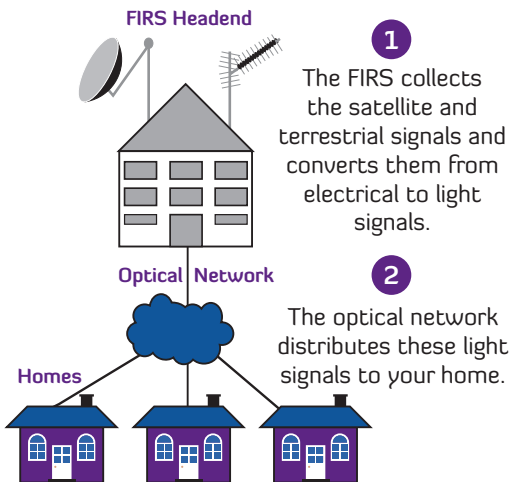 FIRS Headend
1
The FIRS collects
the satellite and
terrestrial signals and
converts them from
electrical to light
signals.
Optical Network
2
The optical network
distributes these light
signals to your home.
Homes